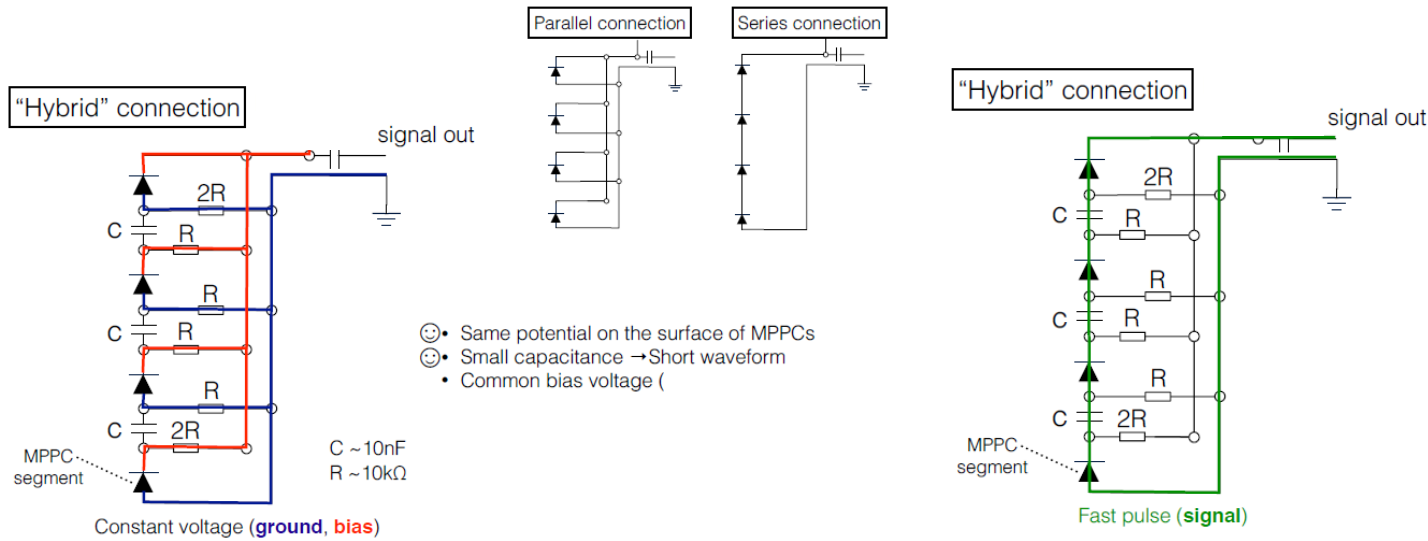 Parallel connection
Series connection
"Hybrid" connection
signal out
2R
C
R
R
C
R
R
C
2R
MPPC
segment
C ~10nF
R ~10kΩ
Constant voltage (ground, bias)
☺• Same potential on the surface of MPPCs
☺• Small capacitance →Short waveform
• Common bias voltage (
"Hybrid" connection
signal out
2R
C
R
R
C
R
R
C
2R
MPPC
segment
Fast pulse (signal)